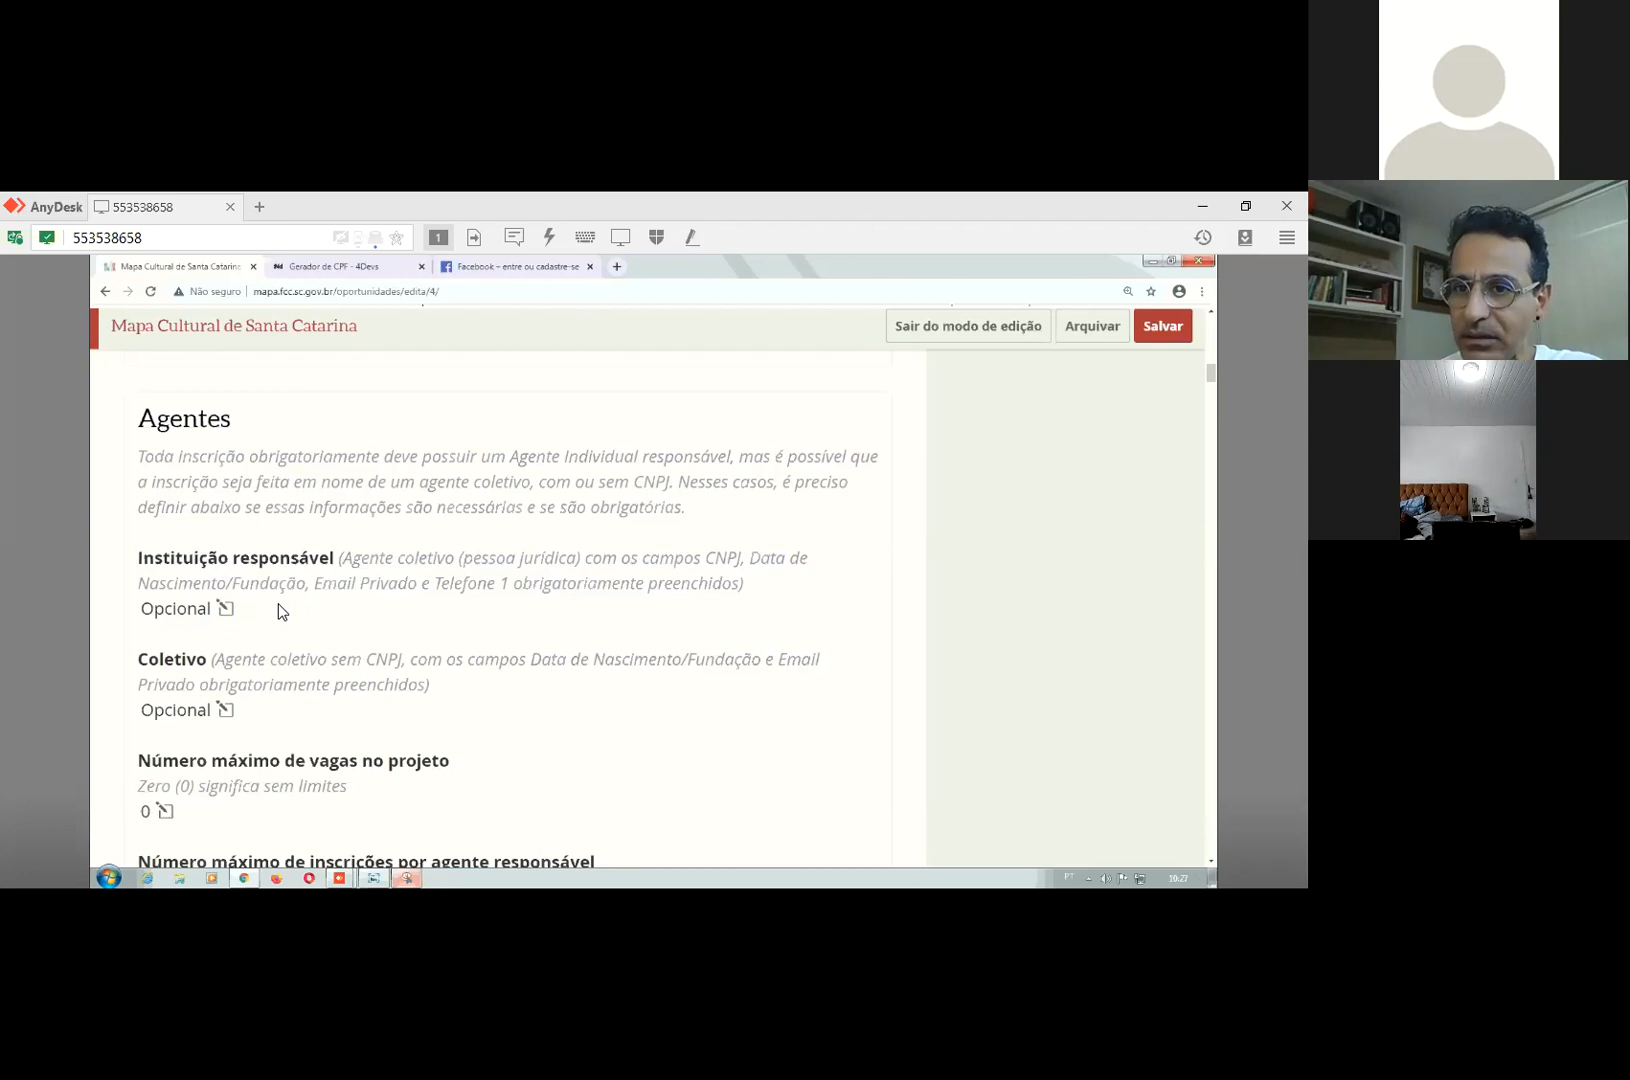 AnyDesk
553538658
553538658
1
Mapa Cultural de Santa Catarina
Gerador de CPF - 4Devs
Facebook – entre ou cadastre-se
Não seguro
mapa.fcc.sc.gov.br/oportunidades/edita/4/
Mapa Cultural de Santa Catarina
Sair do modo de edição
Arquivar
Salvar
Agentes
Toda inscrição obrigatoriamente deve possuir um Agente Individual responsável, mas é possível que
a inscrição seja feita em nome de um agente coletivo, com ou sem CNPJ. Nesses casos, é preciso
definir abaixo se essas informações são necessárias e se são obrigatórias.
Instituição responsável (Agente coletivo (pessoa jurídica) com os campos CNPJ, Data de
Nascimento/Fundação, Email Privado e Telefone 1 obrigatoriamente preenchidos)
Opcional
Coletivo (Agente coletivo sem CNPJ, com os campos Data de Nascimento/Fundação e Email
Privado obrigatoriamente preenchidos)
Opcional
Número máximo de vagas no projeto
Zero (0) significa sem limites
0
Número máximo de inscrições por agente responsável
PT
10:27